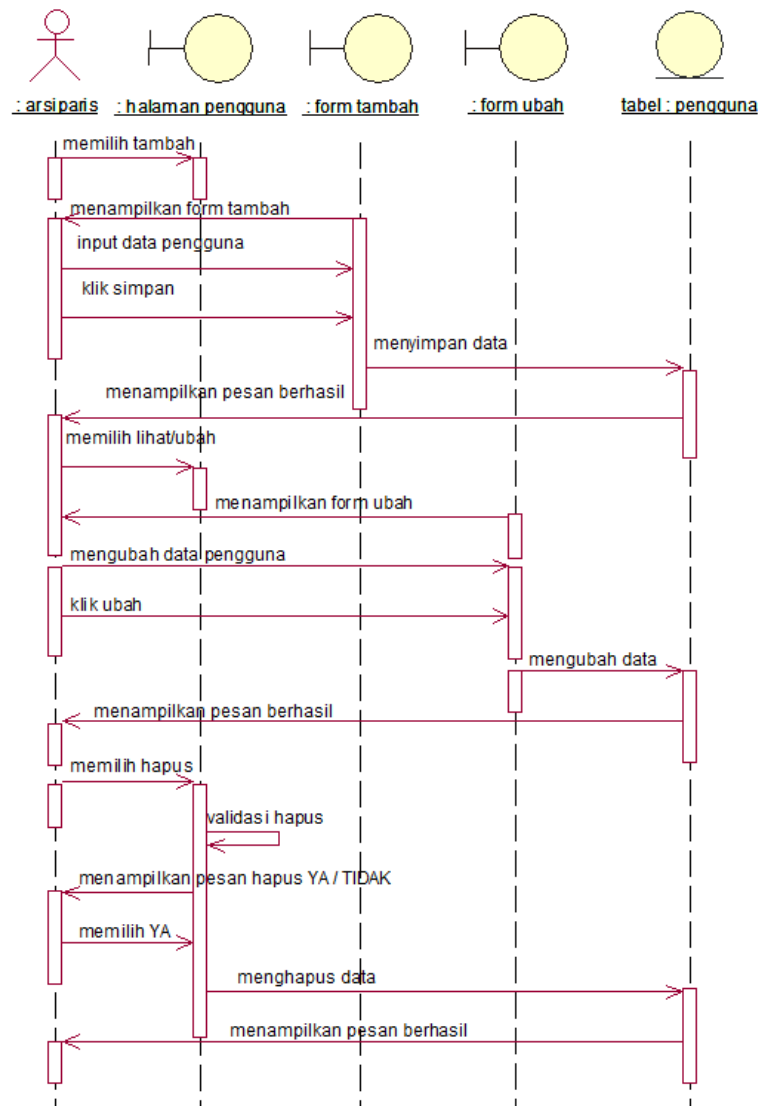 : arsiparis
: halaman pengguna
: form tambah
: form ubah
tabel : pengguna
memilih tambah
menampilkan form tambah
input data pengguna
klik simpan
menyimpan data
menampilkan pesan berhasil
memilih lihat/ubah
menampilkan form ubah
mengubah data pengguna
klik ubah
mengubah data
menampilkan pesan berhasil
memilih hapus
validasi hapus
menampilkan pesan hapus YA / TIDAK
memilih YA
menghapus data
menampilkan pesan berhasil